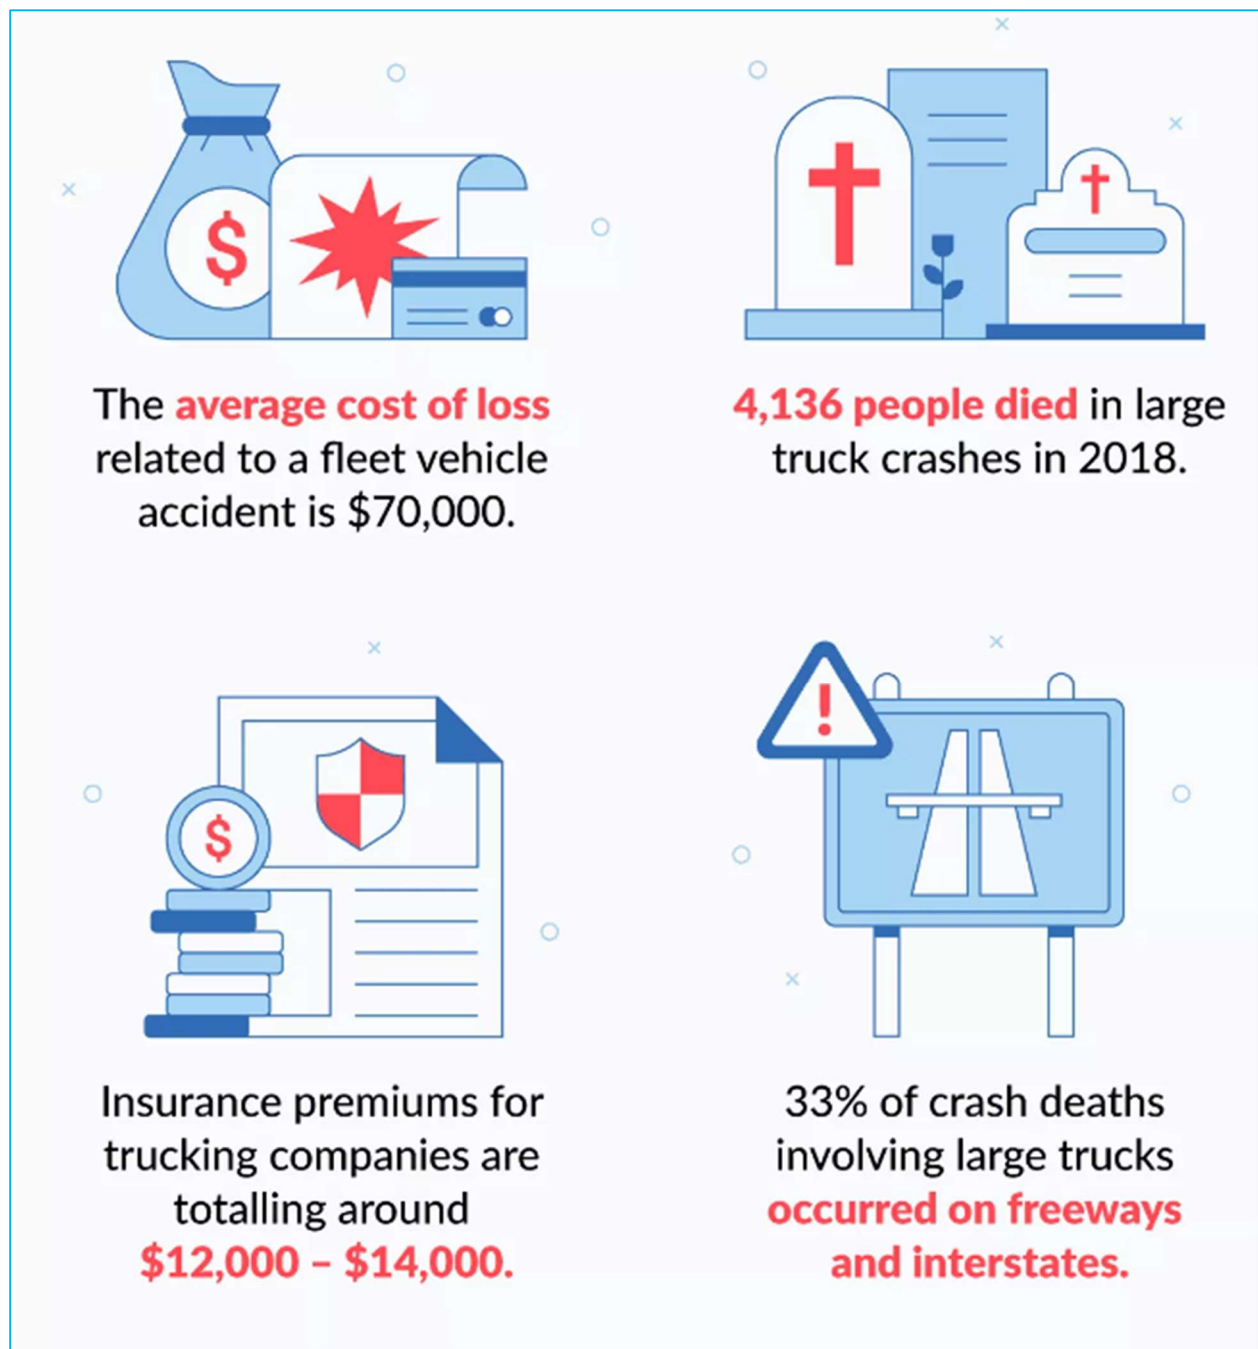 $
The average cost of loss
related to a fleet vehicle
accident is $70,000.
4,136 people died in large
truck crashes in 2018.
$
Insurance premiums for
trucking companies are
totalling around
$12,000 – $14,000.
!
33% of crash deaths
involving large trucks
occurred on freeways
and interstates.